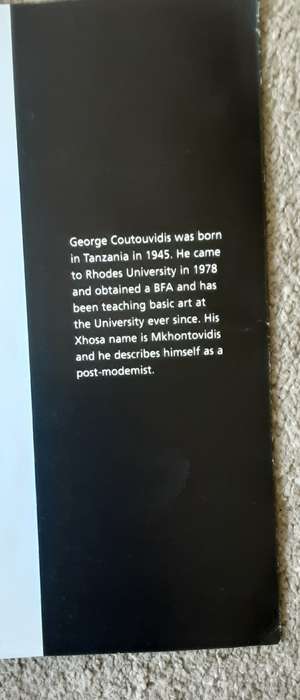 George Coutouvidis was born
in Tanzania in 1945. He came
to Rhodes University in 1978
and obtained a BFA and has
been teaching basic art at
the University ever since. His
Xhosa name is Mkhontovidis
and he describes himself as a
post-modemist.